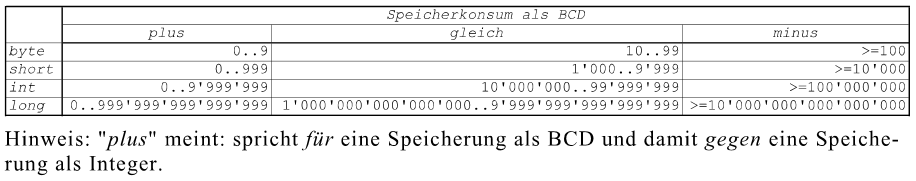 Speicherkonsum als BCD
plus gleich minus
byte 0..9 10..99 >=100
short 0..999 1'000..9'999 >=10'000
int 0..9'999'999 10'000'000..99'999'999 >=100'000'000
long 0..999'999'999'999'999 1'000'000'000'000'000..9'999'999'999'999'999 >=10'000'000'000'000'000
Hinweis: "plus" meint: spricht für eine Speicherung als BCD und damit gegen eine Speiche-
rung als Integer.